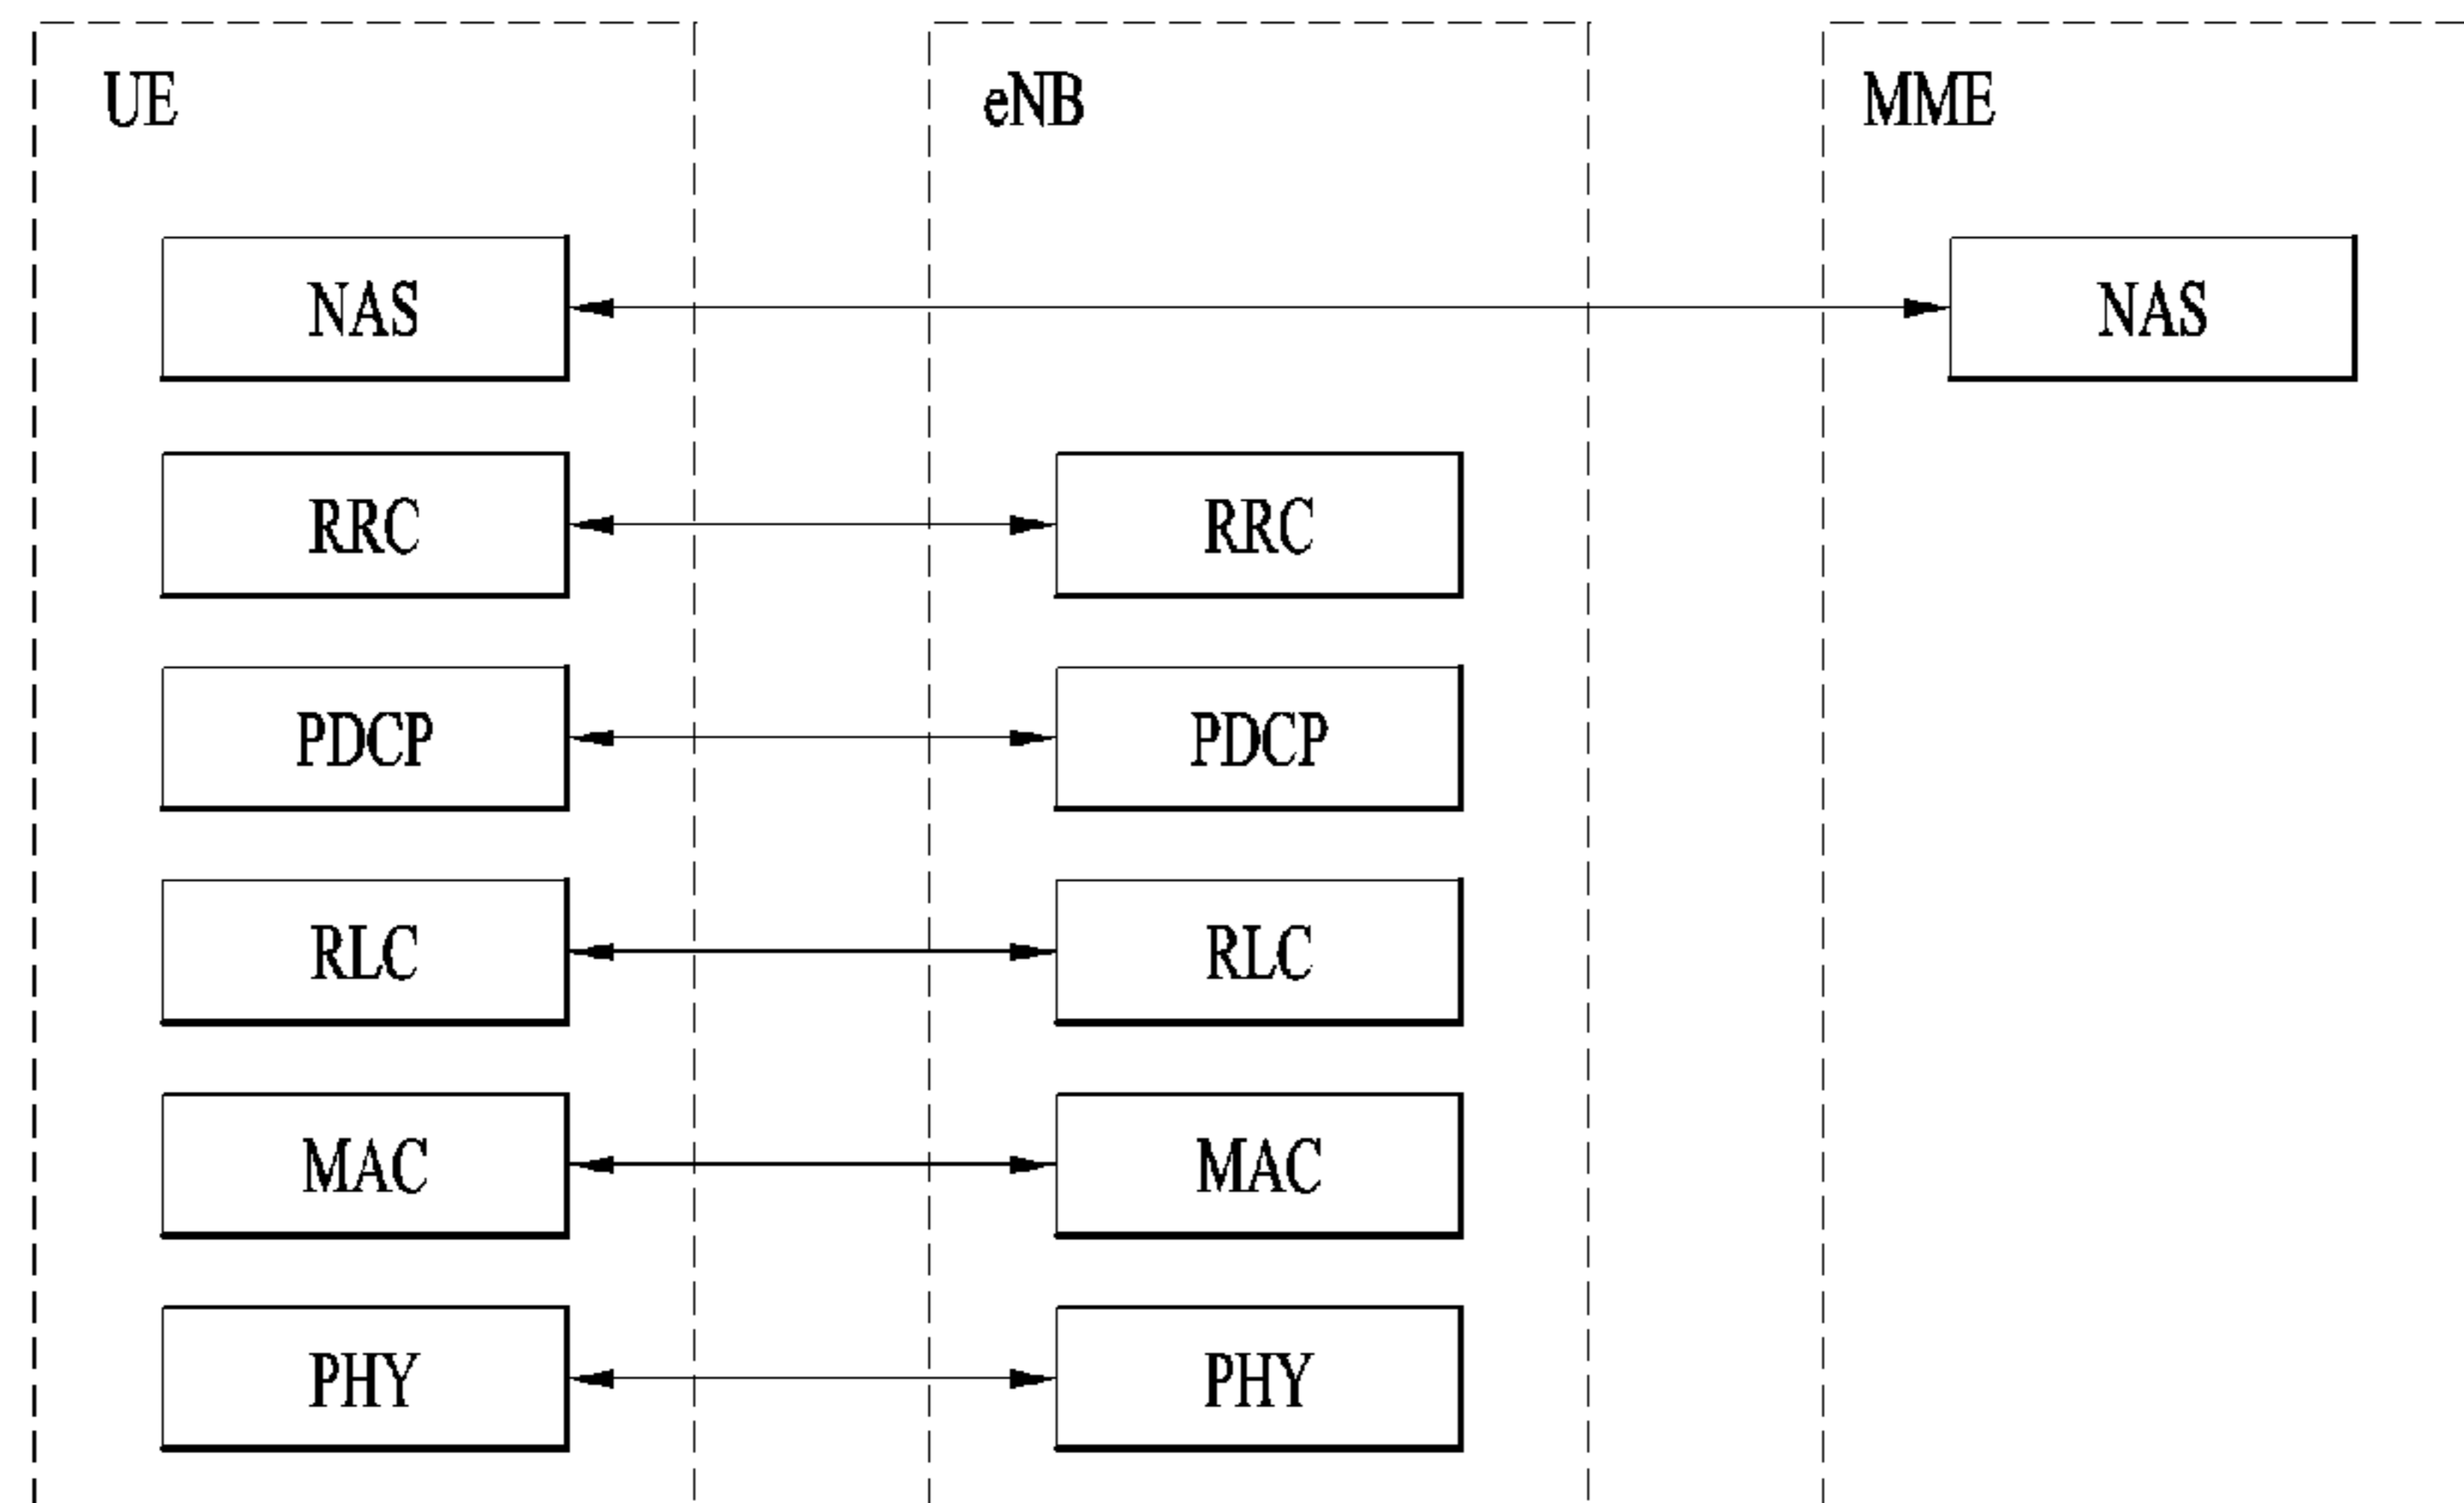 UE eNB MME
NAS NAS
RRC RRC
PDCP PDCP
RLC RLC
MAC MAC
PHY PHY